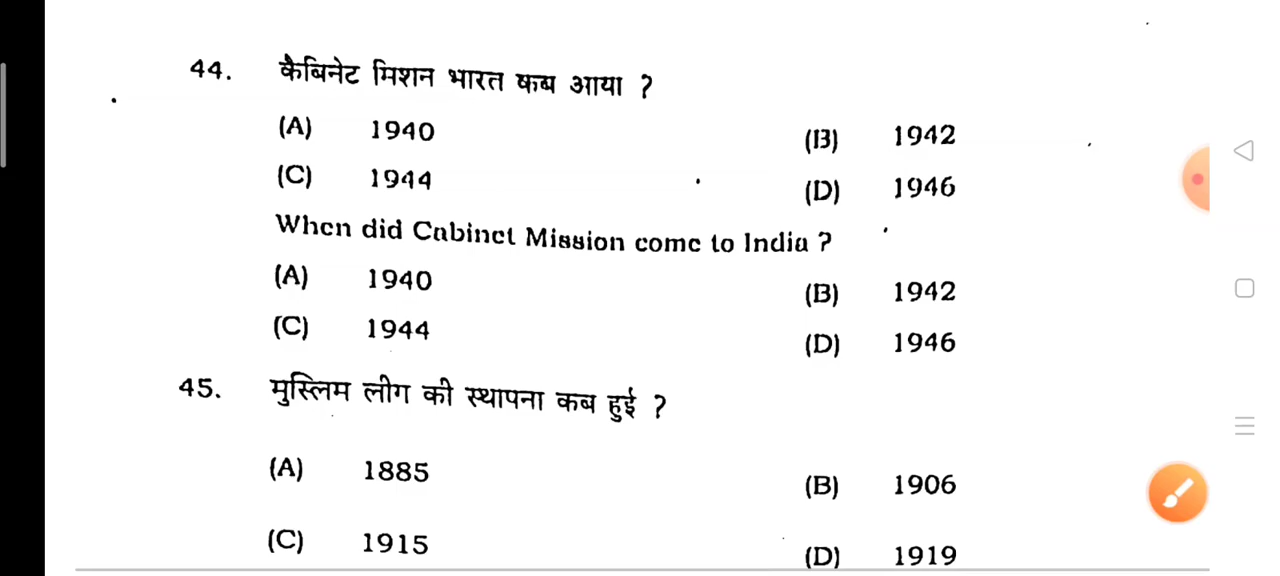 44. कैबिनेट मिशन भारत कब आया ?
(A) 1940 (B) 1942
(C) 1944 (D) 1946
When did Cabinet Mission come to India ?
(A) 1940 (B) 1942
(C) 1944 (D) 1946
45. मुस्लिम लीग की स्थापना कब हुई ?
(A) 1885 (B) 1906
(C) 1915 (D) 1919